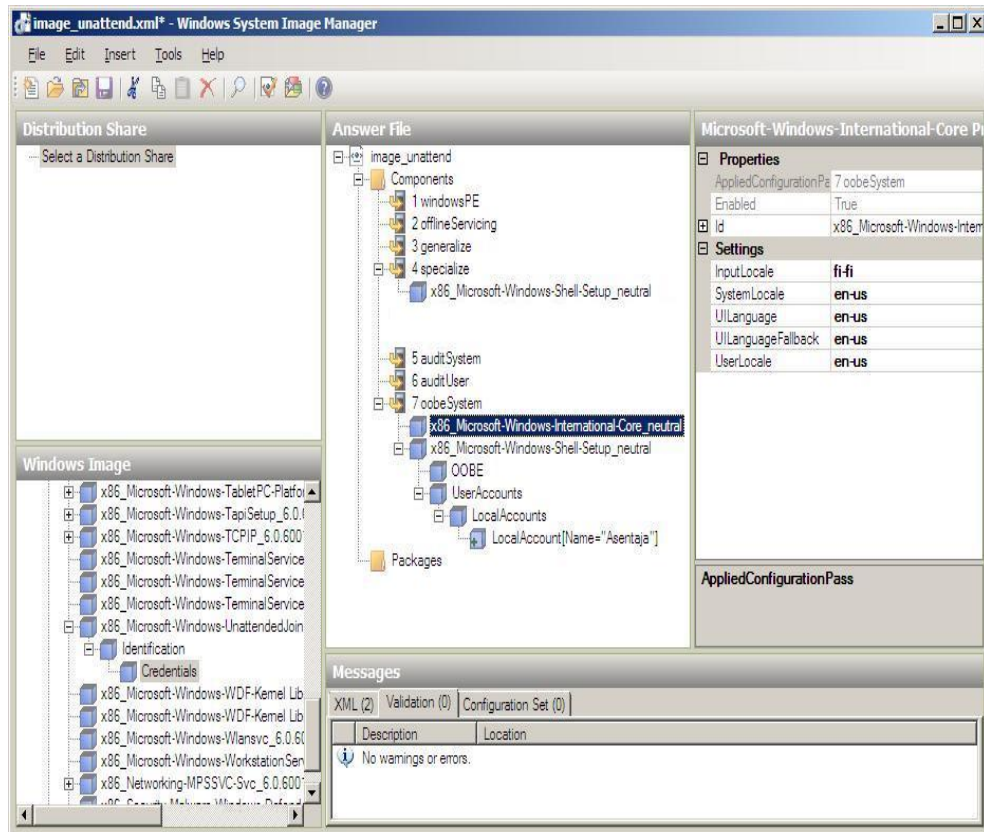 image_unattend.xml* - Windows System Image Manager
File Edit Insert Tools Help
Distribution Share
Select a Distribution Share
Windows Image
x86_Microsoft-Windows-TabletPC-Platfor
x86_Microsoft-Windows-TapiSetup_6.0.
x86_Microsoft-Windows-TCPIP_6.0.600
x86_Microsoft-Windows-TerminalService
x86_Microsoft-Windows-TerminalService
x86_Microsoft-Windows-TerminalService
x86_Microsoft-Windows-UnattendedJoin
Identification
Credentials
x86_Microsoft-Windows-WDF-Kernel Lib
x86_Microsoft-Windows-WDF-Kernel Lib
x86_Microsoft-Windows-Wlansvc_6.0.60
x86_Microsoft-Windows-WorkstationSer
x86_Networking-MPSSVC-Svc_6.0.600
Answer File
image_unattend
Components
1 windowsPE
2 offlineServicing
3 generalize
4 specialize
x86_Microsoft-Windows-Shell-Setup_neutral
5 auditSystem
6 auditUser
7 oobeSystem
x86_Microsoft-Windows-International-Core_neutral
x86_Microsoft-Windows-Shell-Setup_neutral
OOBE
UserAccounts
LocalAccounts
LocalAccount[Name="Asentaja"]
Packages
Microsoft-Windows-International-Core Pr
Properties
AppliedConfigurationPa 7 oobeSystem
Enabled True
Id x86_Microsoft-Windows-Intern
Settings
InputLocale fi-fi
SystemLocale en-us
UILanguage en-us
UILanguageFallback en-us
UserLocale en-us
AppliedConfigurationPass
Messages
XML (2) Validation (0) Configuration Set (0)
Description Location
No warnings or errors.